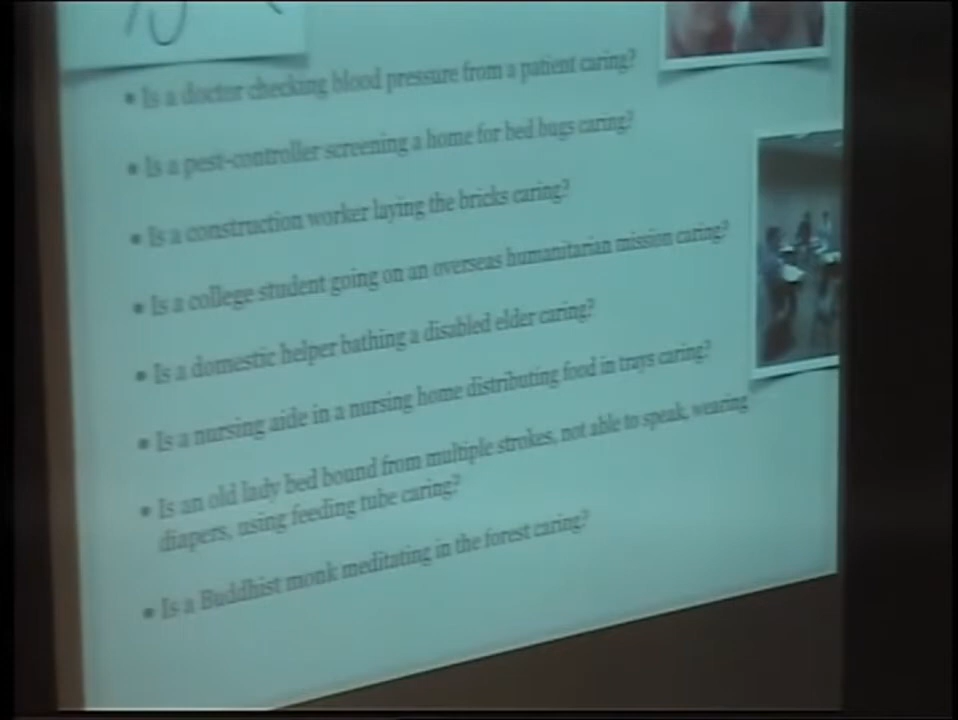 • Is a doctor checking blood pressure from a patient caring?
• Is a pest-controller screening a home for bed bugs caring?
• Is a construction worker laying the bricks caring?
• Is a college student going on an overseas humanitarian mission caring?
• Is a domestic helper bathing a disabled elder caring?
• Is a nursing aide in a nursing home distributing food in trays caring?
• Is an old lady bed bound from multiple strokes, not able to speak, wearing
diapers, using feeding tube caring?
• Is a Buddhist monk meditating in the forest caring?